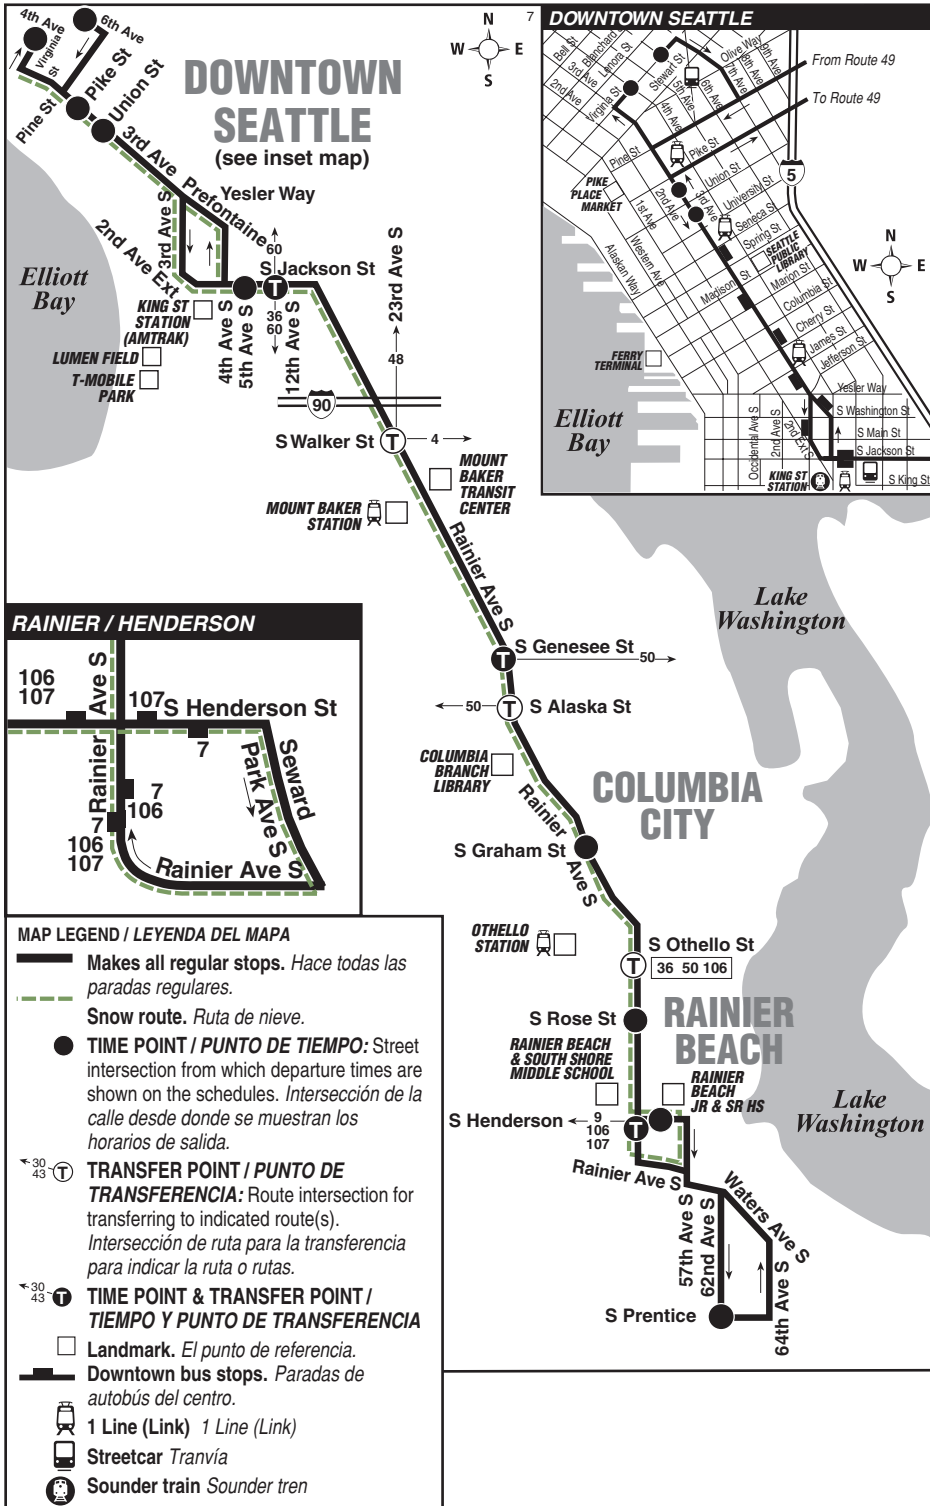 4th Ave
6th Ave
Virginia
St
Pine St
Pike St
Union St
DOWNTOWN
SEATTLE
(see inset map)
N
W
E
S
7
3rd Ave
Prefontaine
Yesler Way
3rd Ave S
2nd Ave Ext
60
S Jackson St
T
36
60
23rd Ave S
48
Elliott
Bay
KING ST
STATION
(AMTRAK)
LUMEN FIELD
T-MOBILE
PARK
4th Ave S
5th Ave S
12th Ave S
90
S Walker St
T
4
MOUNT
BAKER
TRANSIT
CENTER
MOUNT BAKER
STATION
Rainier Ave S
S Genesee St
T
50
50
T
S Alaska St
COLUMBIA
BRANCH
LIBRARY
COLUMBIA
CITY
Rainier
Ave S
S Graham St
OTHELLO
STATION
S Othello St
T
36 50 106
S Rose St
RAINIER
BEACH
RAINIER BEACH
& SOUTH SHORE
MIDDLE SCHOOL
RAINIER
BEACH
JR & SR HS
S Henderson
9
106
107
T
Rainier Ave S
57th Ave S
62nd Ave S
Waters Ave S
S Prentice
64th Ave S
Lake
Washington
Lake
Washington
DOWNTOWN SEATTLE
Bell St
Blanchard St
Lenora St
3rd Ave
2nd Ave
Virginia St
Stewart St
Olive Way
9th Ave
8th Ave
7th Ave
6th Ave
5th Ave
4th Ave
From Route 49
To Route 49
Pine St
Pike St
Union St
University St
Seneca St
Spring St
5
PIKE
PLACE
MARKET
1st Ave
2nd Ave
3rd Ave
Western Ave
Alaskan Way
SEATTLE
PUBLIC
LIBRARY
Madison St
Marion St
Columbia St
Cherry St
James St
Jefferson St
N
W
E
S
FERRY
TERMINAL
Elliott
Bay
Yesler Way
S Washington St
S Main St
S Jackson St
S King St
Occidental Ave S
2nd Ave S
2nd Ext S
KING ST
STATION
RAINIER / HENDERSON
106
107
Rainier
Ave S
107
S Henderson St
7
Seward
Park Ave S
7
106
7
106
107
Rainier Ave S
MAP LEGEND / LEYENDA DEL MAPA
Makes all regular stops. Hace todas las
paradas regulares.
Snow route. Ruta de nieve.
TIME POINT / PUNTO DE TIEMPO: Street
intersection from which departure times are
shown on the schedules. Intersección de la
calle desde donde se muestran los
horarios de salida.
30
43
T
TRANSFER POINT / PUNTO DE
TRANSFERENCIA: Route intersection for
transferring to indicated route(s).
Intersección de ruta para la transferencia
para indicar la ruta o rutas.
30
43
T
TIME POINT & TRANSFER POINT /
TIEMPO Y PUNTO DE TRANSFERENCIA
Landmark. El punto de referencia.
Downtown bus stops. Paradas de
autobús del centro.
1 Line (Link) 1 Line (Link)
Streetcar Tranvía
Sounder train Sounder tren